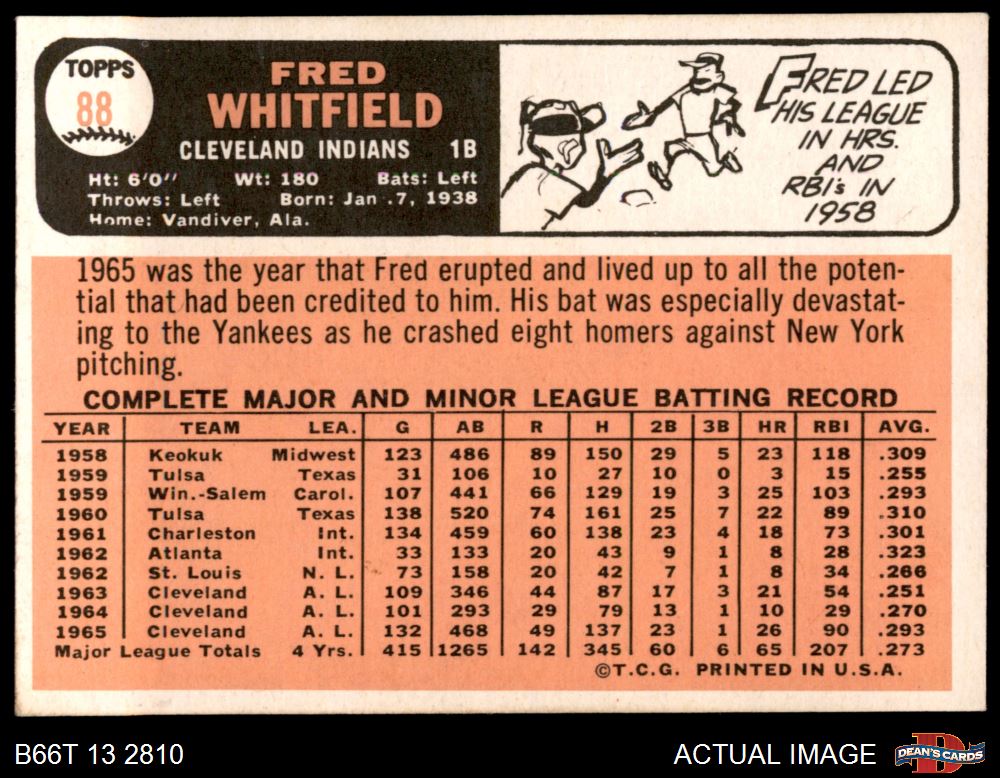 TOPPS
88
FRED
WHITFIELD
CLEVELAND INDIANS 1B
Ht: 6'0" Wt: 180 Bats: Left
Throws: Left Born: Jan .7, 1938
Home: Vandiver, Ala.
FRED LED
HIS LEAGUE
IN HRS.
AND
RBI's IN
1958
1965 was the year that Fred erupted and lived up to all the poten-
tial that had been credited to him. His bat was especially devastat-
ing to the Yankees as he crashed eight homers against New York
pitching.
COMPLETE MAJOR AND MINOR LEAGUE BATTING RECORD
YEAR TEAM LEA. G AB R H 2B 3B HR RBI AVG.
1958 Keokuk Midwest 123 486 89 150 29 5 23 118 .309
1959 Tulsa Texas 31 106 10 27 10 0 3 15 .255
1959 Win.-Salem Carol. 107 441 66 129 19 3 25 103 .293
1960 Tulsa Texas 138 520 74 161 25 7 22 89 .310
1961 Charleston Int. 134 459 60 138 23 4 18 73 .301
1962 Atlanta Int. 33 133 20 43 9 1 8 28 .323
1962 St. Louis N. L. 73 158 20 42 7 1 8 34 .266
1963 Cleveland A. L. 109 346 44 87 17 3 21 54 .251
1964 Cleveland A. L. 101 293 29 79 13 1 10 29 .270
1965 Cleveland A. L. 132 468 49 137 23 1 26 90 .293
Major League Totals 4 Yrs. 415 1265 142 345 60 6 65 207 .273
©T.C.G. PRINTED IN U.S.A.
B66T 13 2810 ACTUAL IMAGE DEAN'S CARDS